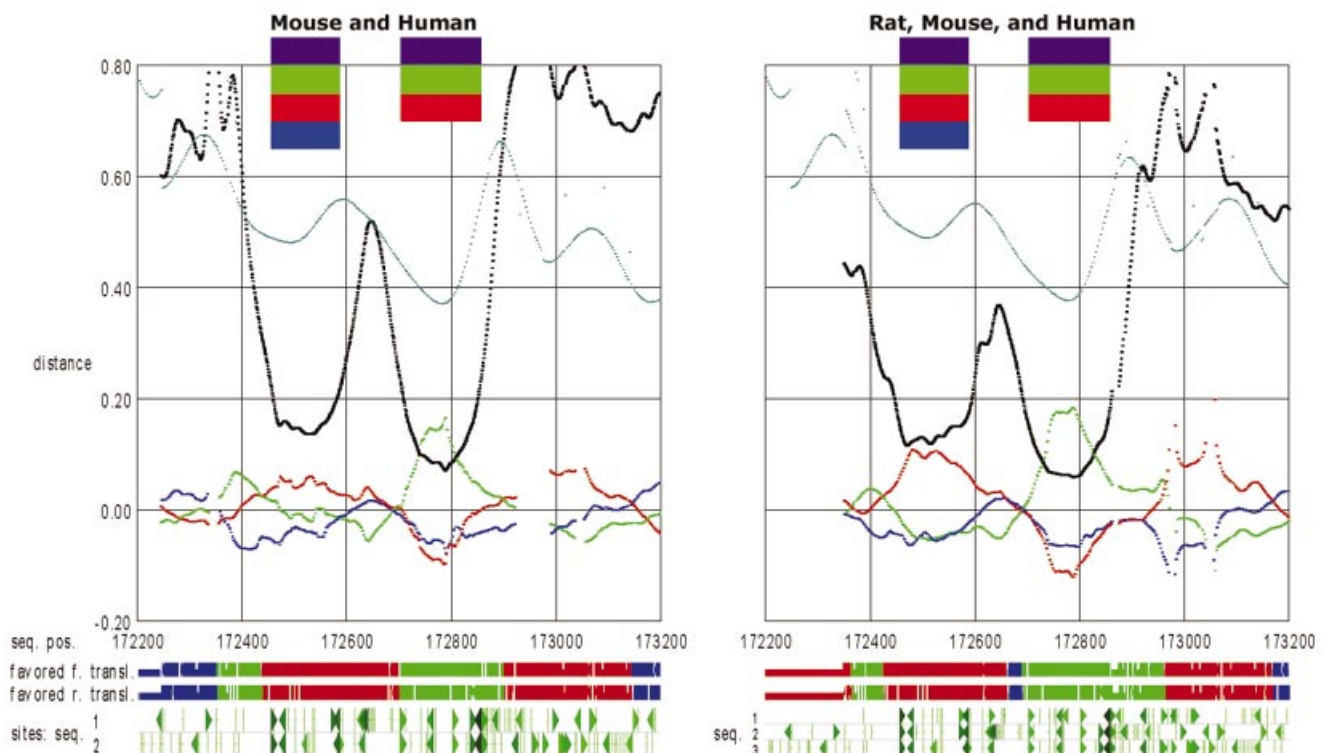 Mouse and Human
Rat, Mouse, and Human
0.80
0.60
0.40
distance
0.20
0.00
-0.20
seq. pos.
172200 172400 172600 172800 173000 173200
172200 172400 172600 172800 173000 173200
favored f. transl.
favored r. transl.
sites: seq. 1
2
seq. 1
2
3